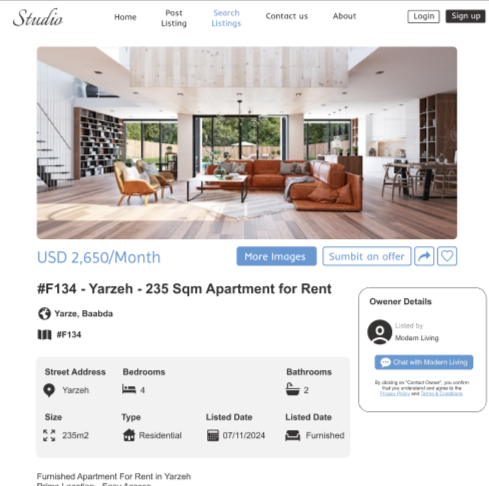 Studio
Home
Post
Listing
Search
Listings
Contact us
About
Login
Sign up
USD 2,650/Month
More Images
Sumbit an offer
#F134 - Yarzeh - 235 Sqm Apartment for Rent
Yarze, Baabda
#F134
Owener Details
Listed by
Modern Living
Chat with Modern Living
By clicking on "Contact Owner", you confirm
that you understand and agree to the
Privacy Policy and Terms & Conditions.
Street Address
Bedrooms
Bathrooms
Yarzeh
4
2
Size
Type
Listed Date
Listed Date
235m2
Residential
07/11/2024
Furnished
Furnished Apartment For Rent in Yarzeh
Prime Location - Easy Access